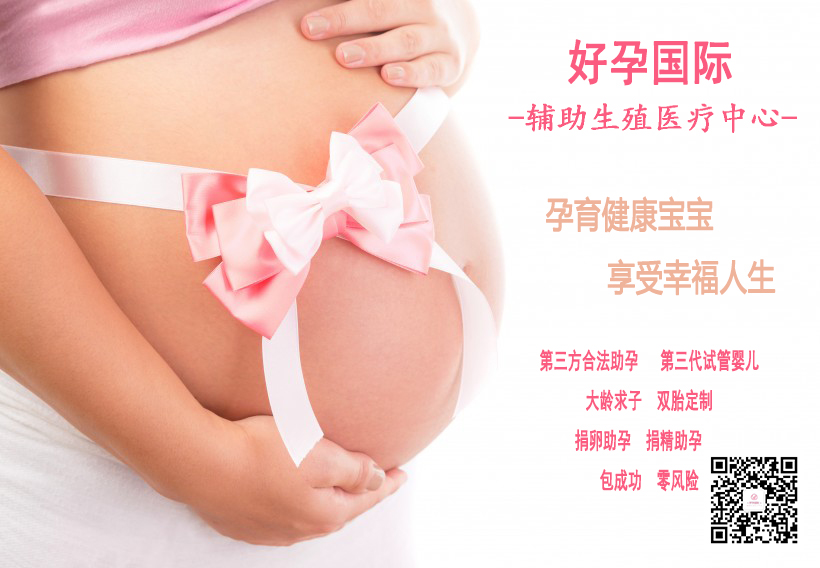 好孕国际
-辅助生殖医疗中心-
孕育健康宝宝
享受幸福人生
第三方合法助孕 第三代试管婴儿
大龄求子 双胎定制
捐卵助孕 捐精助孕
包成功 零风险